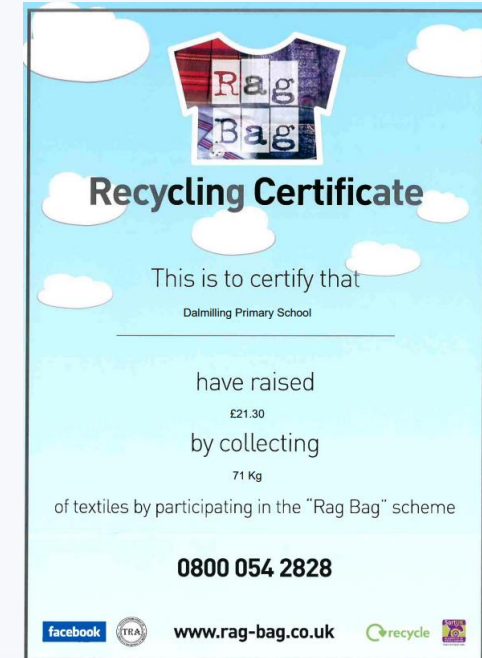 Rag
Bag
Recycling Certificate
This is to certify that
Dalmilling Primary School
have raised
£21.30
by collecting
71 Kg
of textiles by participating in the “Rag Bag” scheme
0800 054 2828
facebook TRA www.rag-bag.co.uk recycle